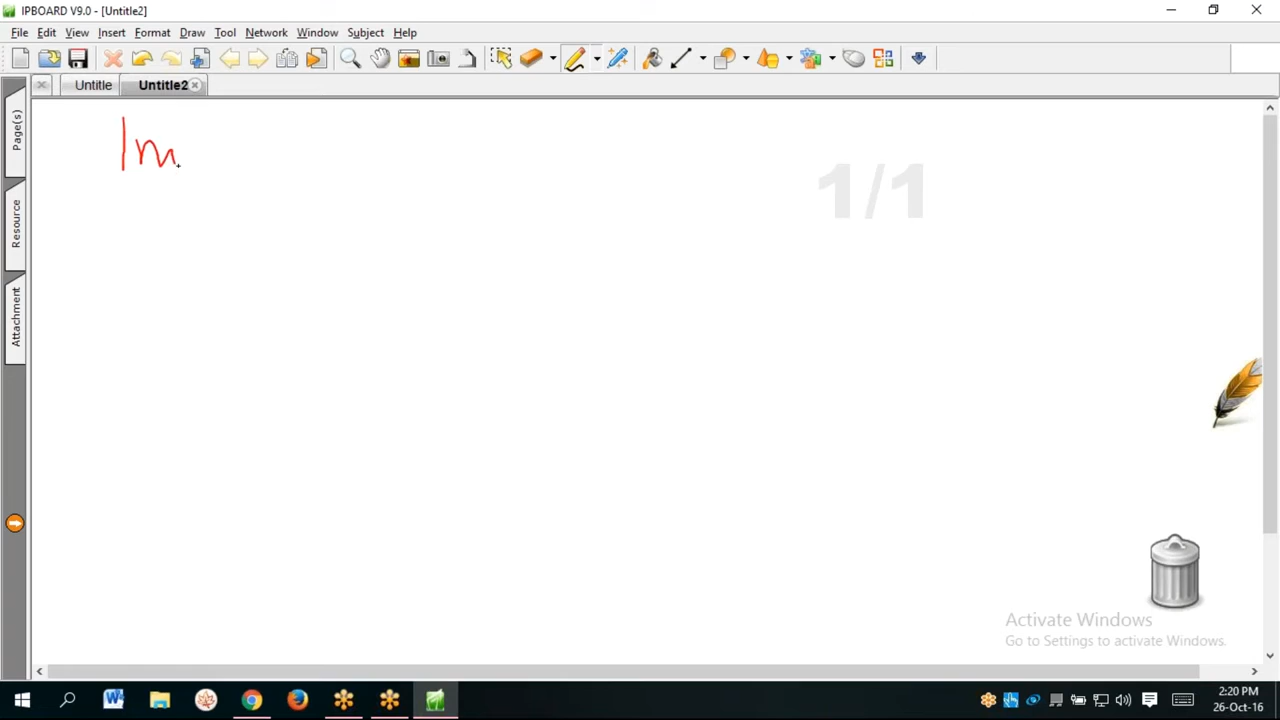 IPBOARD V9.0 - [Untitle2]
File Edit View Insert Format Draw Tool Network Window Subject Help
Untitle Untitle2
Page(s)
Resource
Attachment
Im
1/1
Activate Windows
Go to Settings to activate Windows.
2:20 PM
26-Oct-16